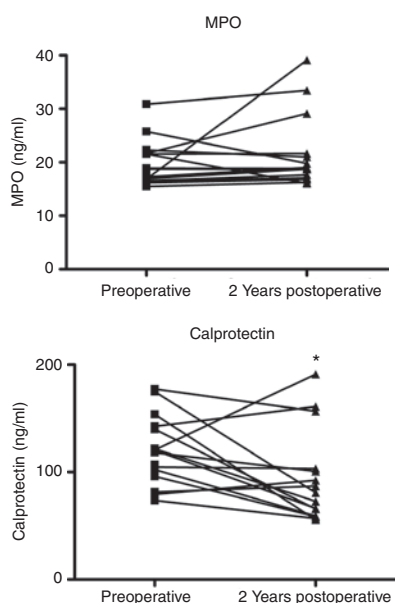 MPO
40
30
20
10
0
MPO (ng/ml)
Preoperative
2 Years postoperative
Calprotectin
200
100
0
Calprotectin (ng/ml)
*
Preoperative
2 Years postoperative